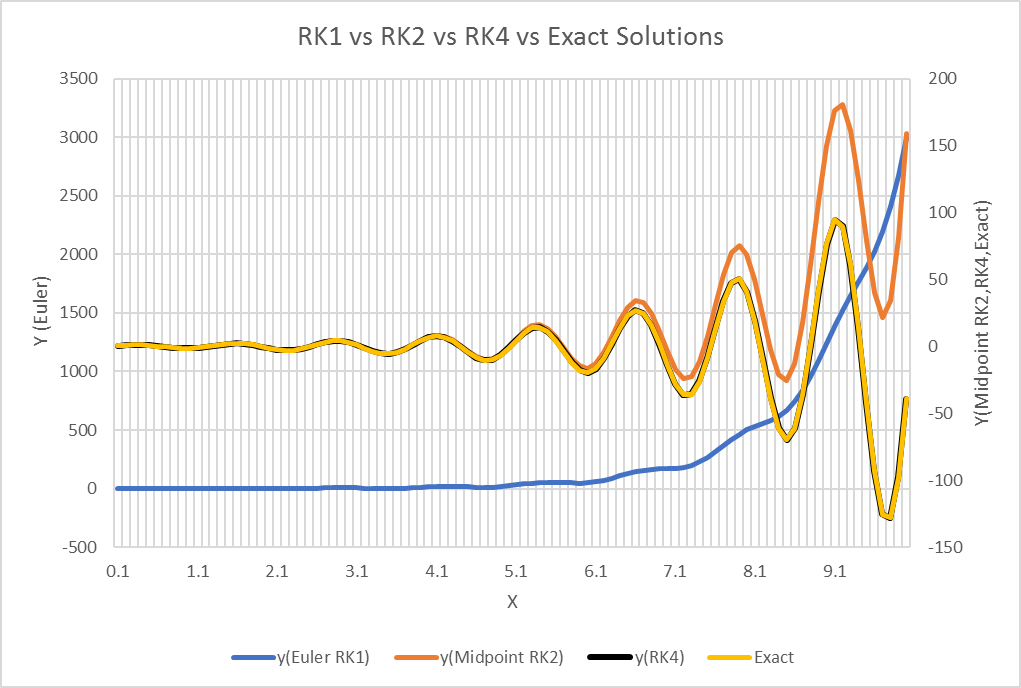 RK1 vs RK2 vs RK4 vs Exact Solutions
3500
3000
2500
2000
1500
1000
500
0
-500
Y (Euler)
200
150
100
50
0
-50
-100
-150
Y(Midpoint RK2,RK4,Exact)
0.1 1.1 2.1 3.1 4.1 5.1 6.1 7.1 8.1 9.1
X
y(Euler RK1) y(Midpoint RK2) y(RK4) Exact